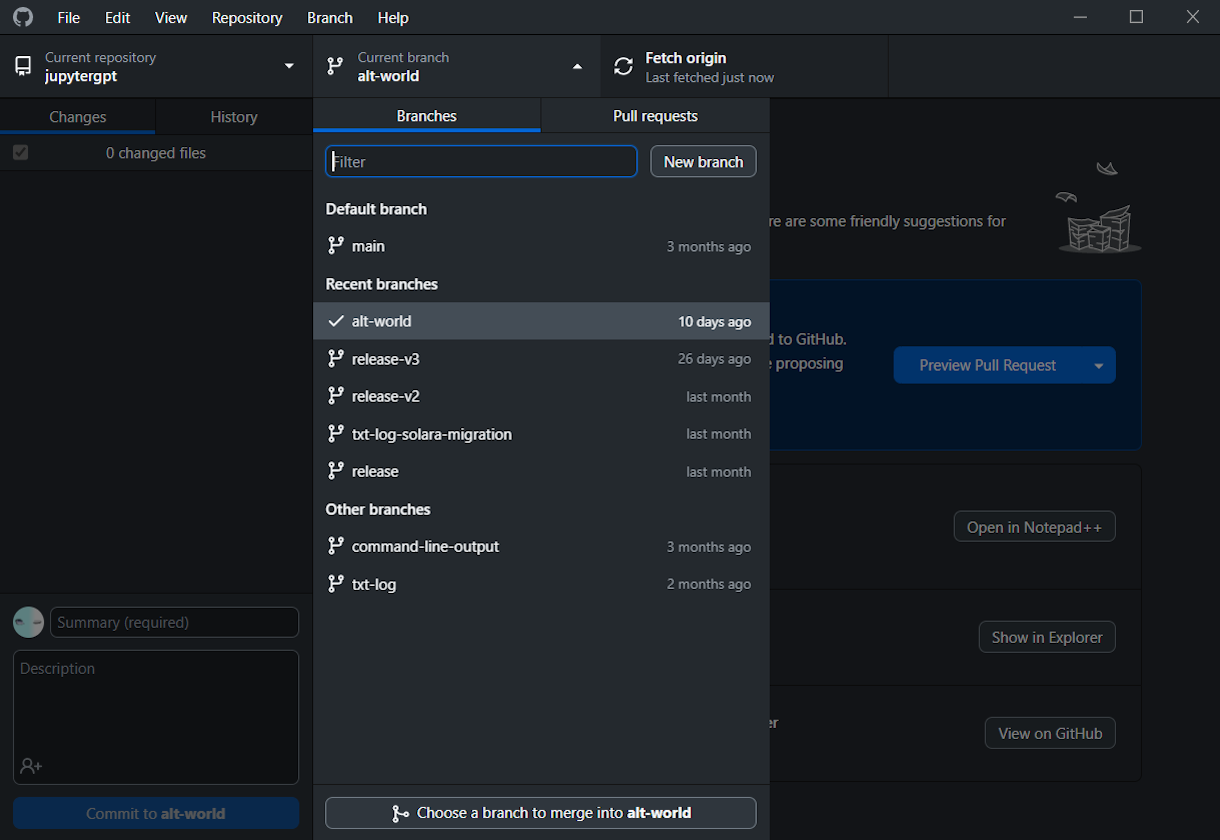 File Edit View Repository Branch Help
Current repository
jupytergpt
Current branch
alt-world
Fetch origin
Last fetched just now
Changes History
0 changed files
Branches Pull requests
Filter New branch
Default branch
main 3 months ago
Recent branches
alt-world 10 days ago
release-v3 26 days ago
release-v2 last month
txt-log-solara-migration last month
release last month
Other branches
command-line-output 3 months ago
txt-log 2 months ago
Choose a branch to merge into alt-world
re are some friendly suggestions for
d to GitHub.
e proposing
Preview Pull Request
Open in Notepad++
Show in Explorer
er
View on GitHub
Summary (required)
Description
Commit to alt-world